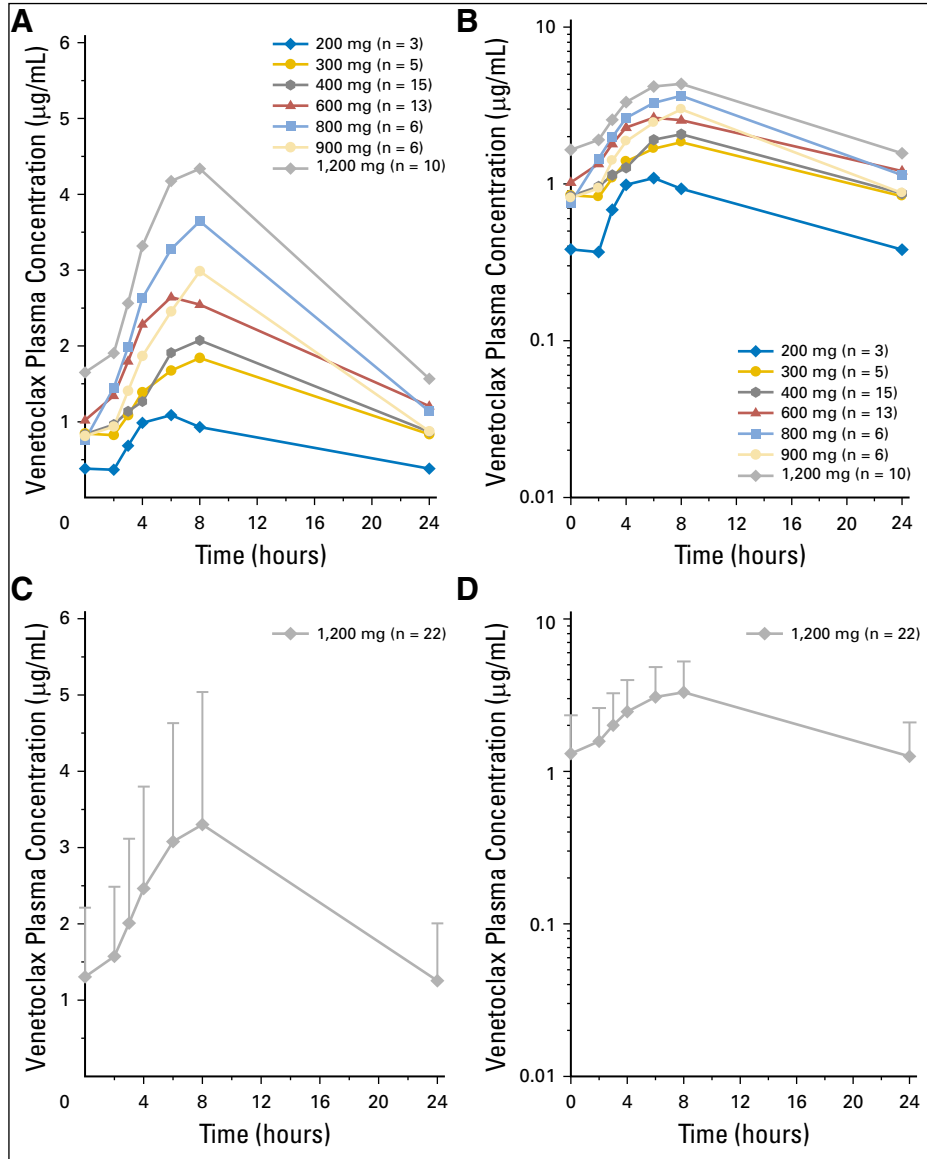 A
Venetoclax Plasma Concentration (µg/mL)
6
5
4
3
2
1
0
4
8
12
16
20
24
Time (hours)
200 mg (n = 3)
300 mg (n = 5)
400 mg (n = 15)
600 mg (n = 13)
800 mg (n = 6)
900 mg (n = 6)
1,200 mg (n = 10)
B
Venetoclax Plasma Concentration (µg/mL)
10
1
0.1
0.01
0
4
8
12
16
20
24
Time (hours)
200 mg (n = 3)
300 mg (n = 5)
400 mg (n = 15)
600 mg (n = 13)
800 mg (n = 6)
900 mg (n = 6)
1,200 mg (n = 10)
C
Venetoclax Plasma Concentration (µg/mL)
6
5
4
3
2
1
0
4
8
12
16
20
24
Time (hours)
1,200 mg (n = 22)
D
Venetoclax Plasma Concentration (µg/mL)
10
1
0.1
0.01
0
4
8
12
16
20
24
Time (hours)
1,200 mg (n = 22)